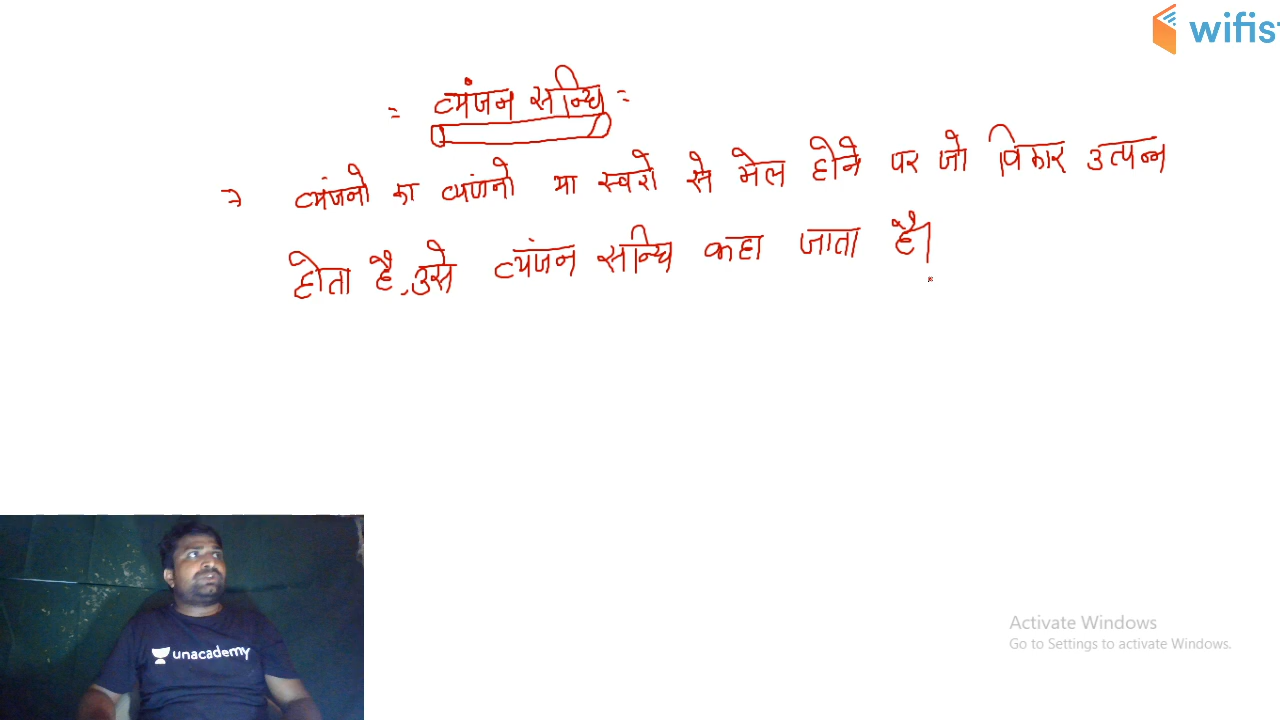 wifis
= व्यंजन सन्धि =
→ व्यंजनो का व्यंजनो या स्वरो से मेल होने पर जो विकार उत्पन्न
होता है, उसे व्यंजन सन्धि कहा जाता है।
Activate Windows
Go to Settings to activate Windows.
unacademy